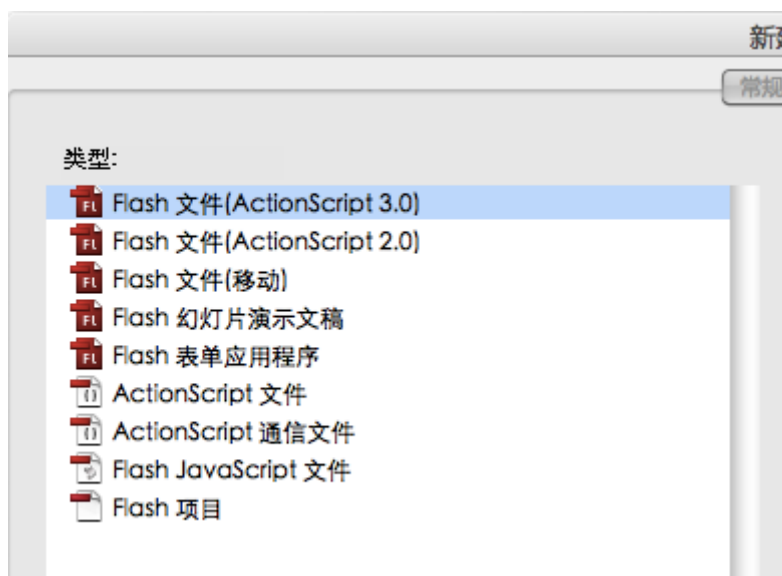 新建
常规
类型:
Flash 文件(ActionScript 3.0)
Flash 文件(ActionScript 2.0)
Flash 文件(移动)
Flash 幻灯片演示文稿
Flash 表单应用程序
ActionScript 文件
ActionScript 通信文件
Flash JavaScript 文件
Flash 项目